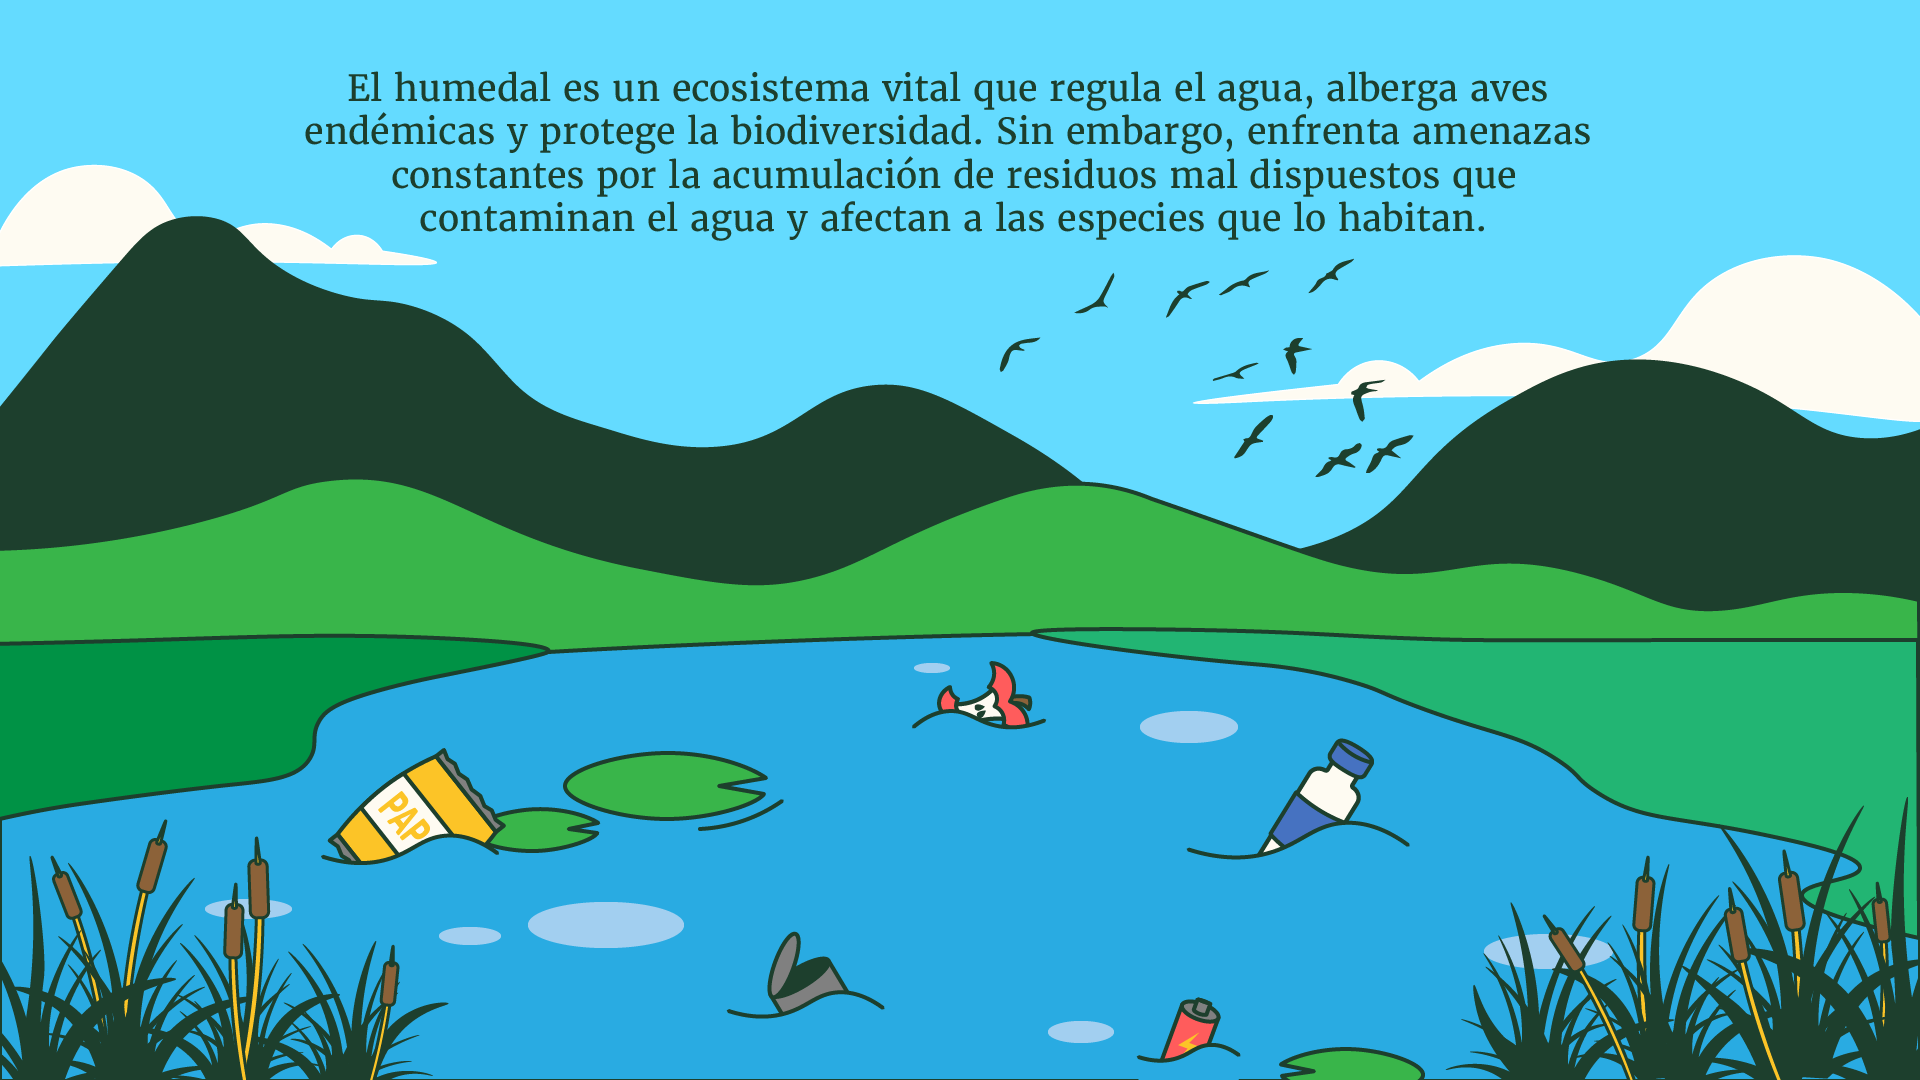 El humedal es un ecosistema vital que regula el agua, alberga aves
endémicas y protege la biodiversidad. Sin embargo, enfrenta amenazas
constantes por la acumulación de residuos mal dispuestos que
contaminan el agua y afectan a las especies que lo habitan.
PAP